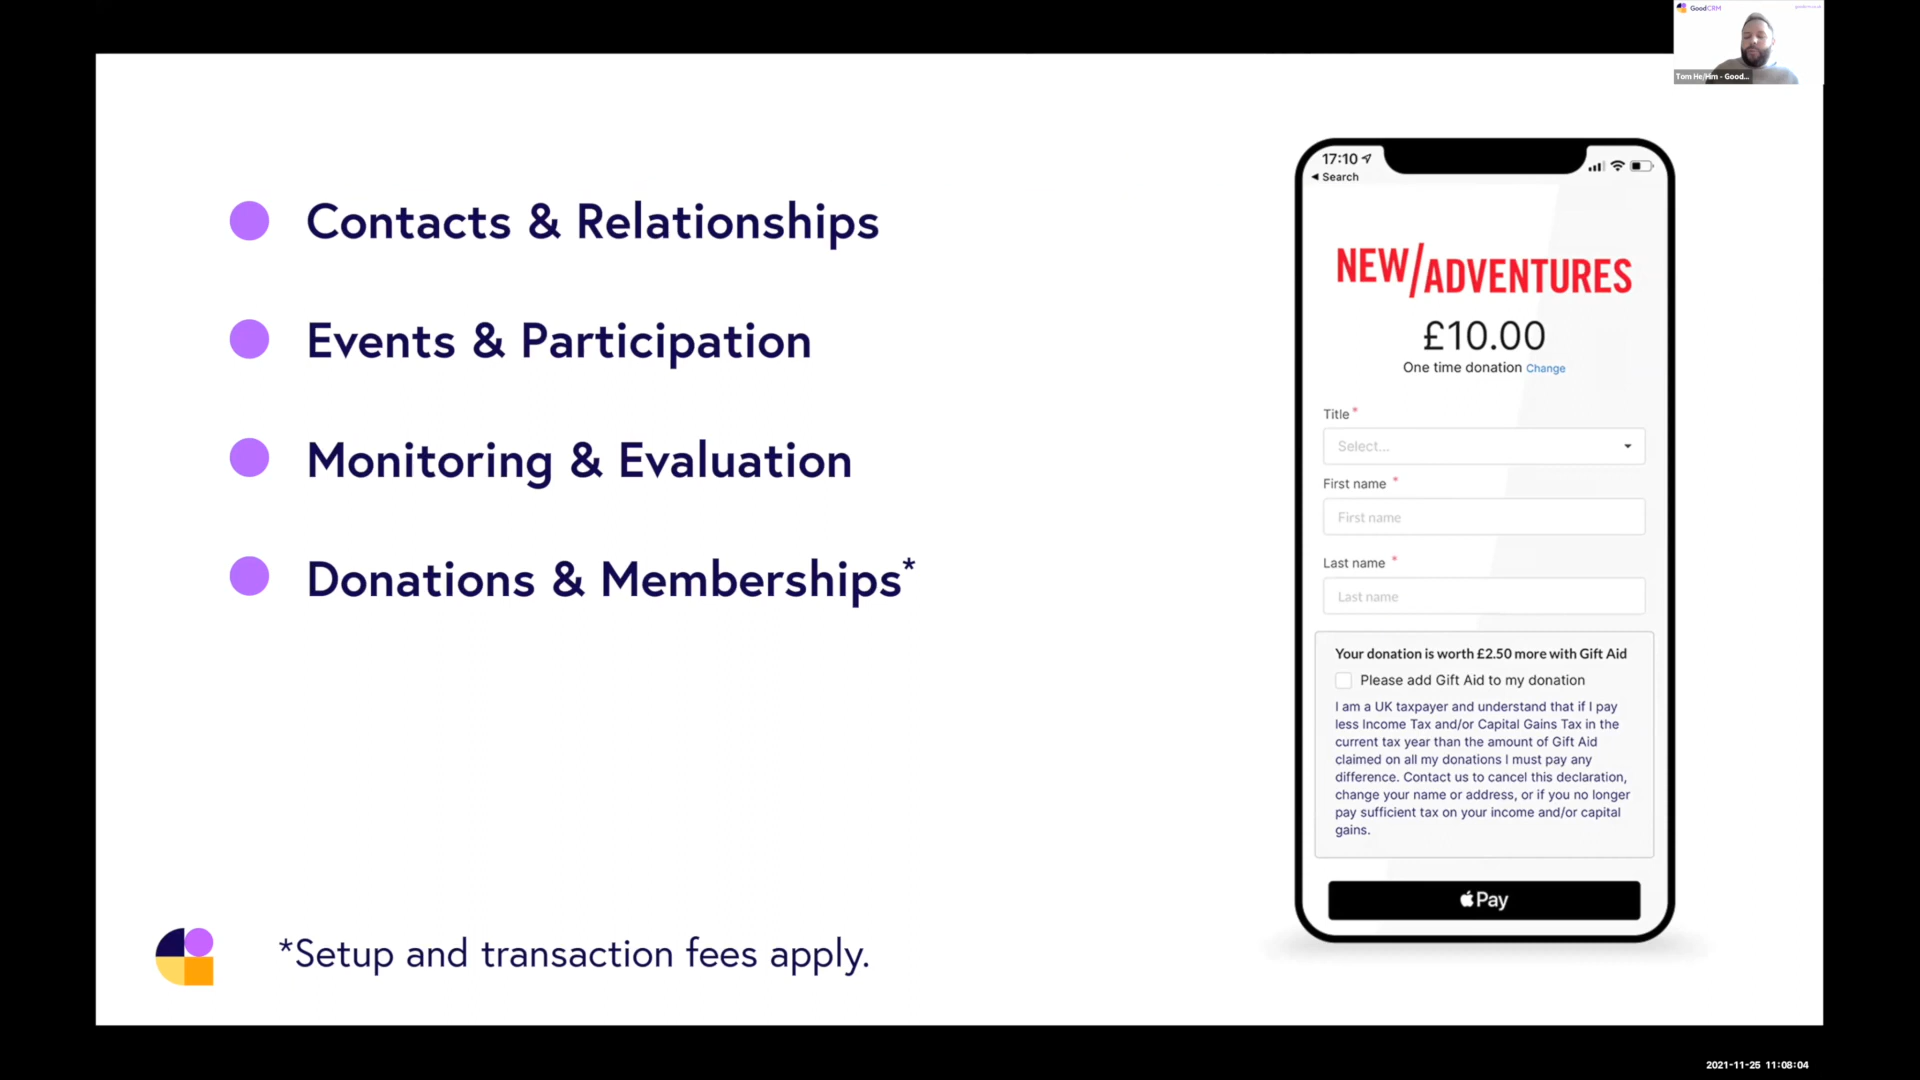 GoodCRM
Tom He/Him - Good...
Contacts & Relationships
Events & Participation
Monitoring & Evaluation
Donations & Memberships*
*Setup and transaction fees apply.
17:10
Search
NEW/ADVENTURES
£10.00
One time donation Change
Title *
Select...
First name *
First name
Last name *
Last name
Your donation is worth £2.50 more with Gift Aid
Please add Gift Aid to my donation
I am a UK taxpayer and understand that if I pay
less Income Tax and/or Capital Gains Tax in the
current tax year than the amount of Gift Aid
claimed on all my donations I must pay any
difference. Contact us to cancel this declaration,
change your name or address, or if you no longer
pay sufficient tax on your income and/or capital
gains.
Pay
2021-11-25 11:08:04